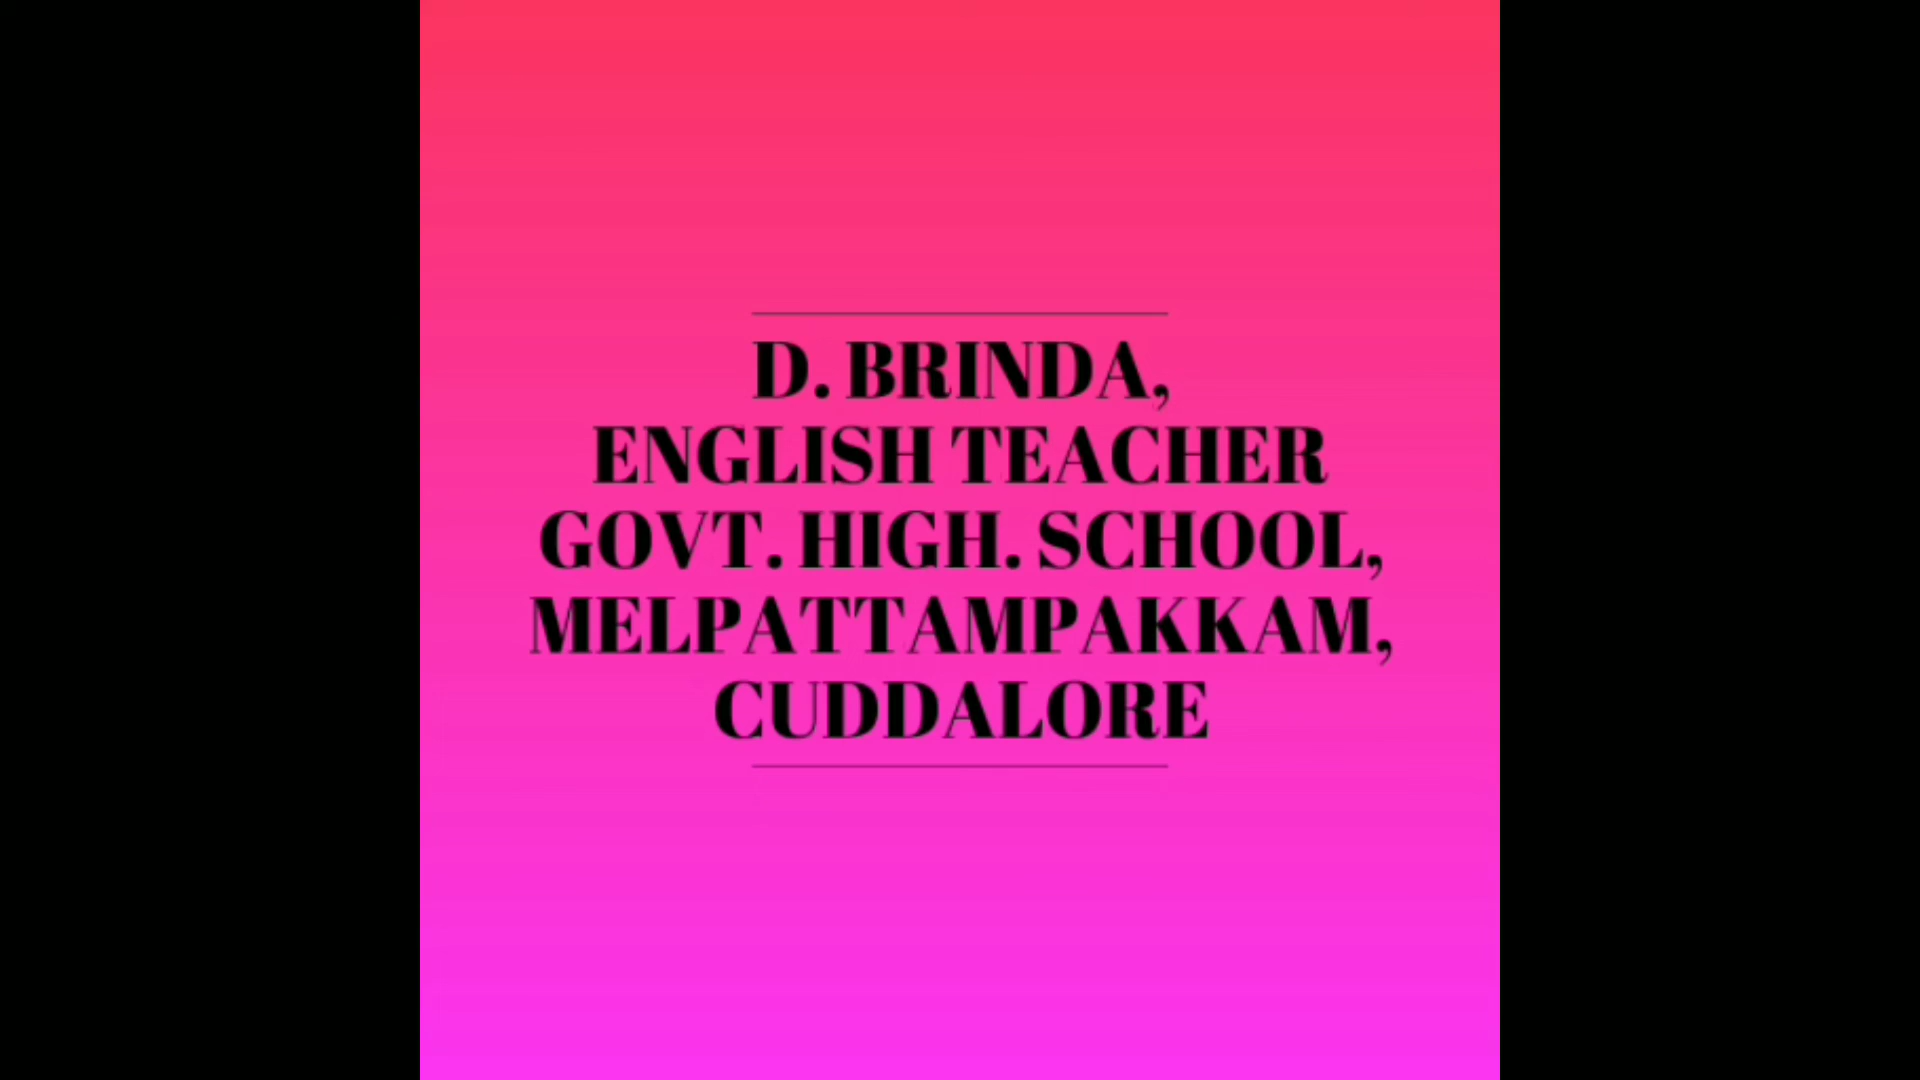 D. BRINDA,
ENGLISH TEACHER
GOVT. HIGH. SCHOOL,
MELPATTAMPAKKAM,
CUDDALORE